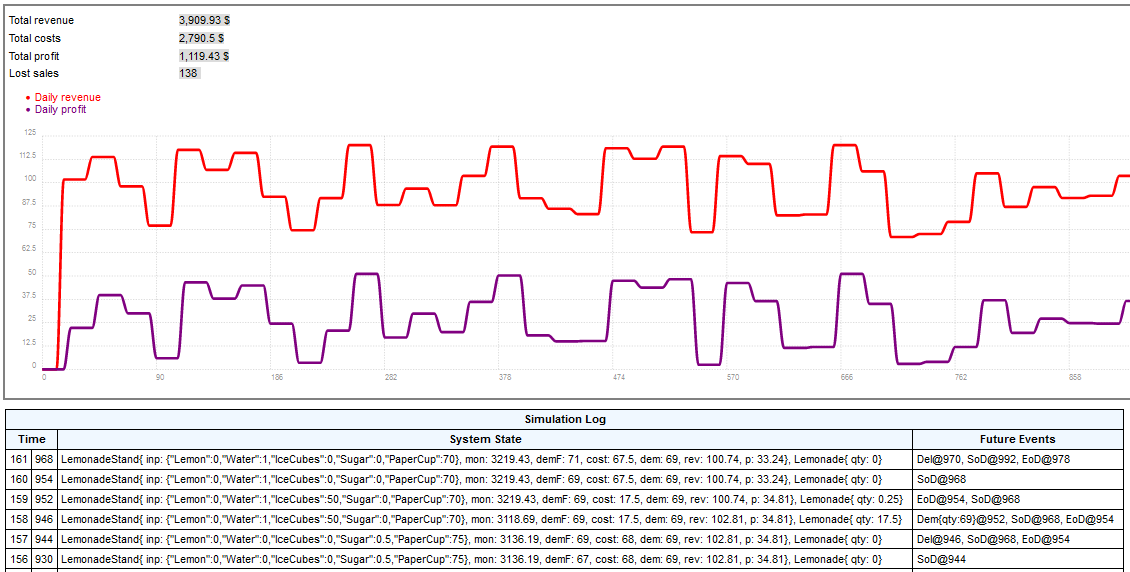 Total revenue 3,909.93 $
Total costs 2,790.5 $
Total profit 1,119.43 $
Lost sales 138
Daily revenue
Daily profit
125
112.5
100
87.5
75
62.5
50
37.5
25
12.5
0
0 90 186 282 378 474 570 666 762 858
Simulation Log
Time System State Future Events
161 968 LemonadeStand{ inp: {"Lemon":0,"Water":1,"IceCubes":0,"Sugar":0,"PaperCup":70}, mon: 3219.43, demF: 71, cost: 67.5, dem: 69, rev: 100.74, p: 33.24}, Lemonade{ qty: 0} Del@970, SoD@992, EoD@978
160 954 LemonadeStand{ inp: {"Lemon":0,"Water":1,"IceCubes":0,"Sugar":0,"PaperCup":70}, mon: 3219.43, demF: 69, cost: 67.5, dem: 69, rev: 100.74, p: 33.24}, Lemonade{ qty: 0} SoD@968
159 952 LemonadeStand{ inp: {"Lemon":0,"Water":1,"IceCubes":50,"Sugar":0,"PaperCup":70}, mon: 3219.43, demF: 69, cost: 17.5, dem: 69, rev: 100.74, p: 34.81}, Lemonade{ qty: 0.25} EoD@954, SoD@968
158 946 LemonadeStand{ inp: {"Lemon":0,"Water":1,"IceCubes":50,"Sugar":0,"PaperCup":70}, mon: 3118.69, demF: 69, cost: 17.5, dem: 69, rev: 102.81, p: 34.81}, Lemonade{ qty: 17.5} Dem{qty:69}@952, SoD@968, EoD@954
157 944 LemonadeStand{ inp: {"Lemon":0,"Water":0,"IceCubes":0,"Sugar":0.5,"PaperCup":75}, mon: 3136.19, demF: 69, cost: 68, dem: 69, rev: 102.81, p: 34.81}, Lemonade{ qty: 0} Del@946, SoD@968, EoD@954
156 930 LemonadeStand{ inp: {"Lemon":0,"Water":0,"IceCubes":0,"Sugar":0.5,"PaperCup":75}, mon: 3136.19, demF: 67, cost: 68, dem: 69, rev: 102.81, p: 34.81}, Lemonade{ qty: 0} SoD@944